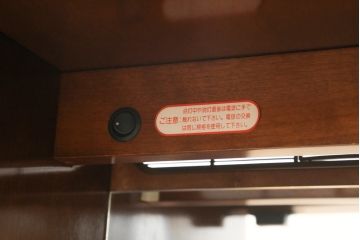 点灯中や消灯直後は電球に手で
ご注意:触れないで下さい。電球の交換
は同じ規格を使用して下さい。